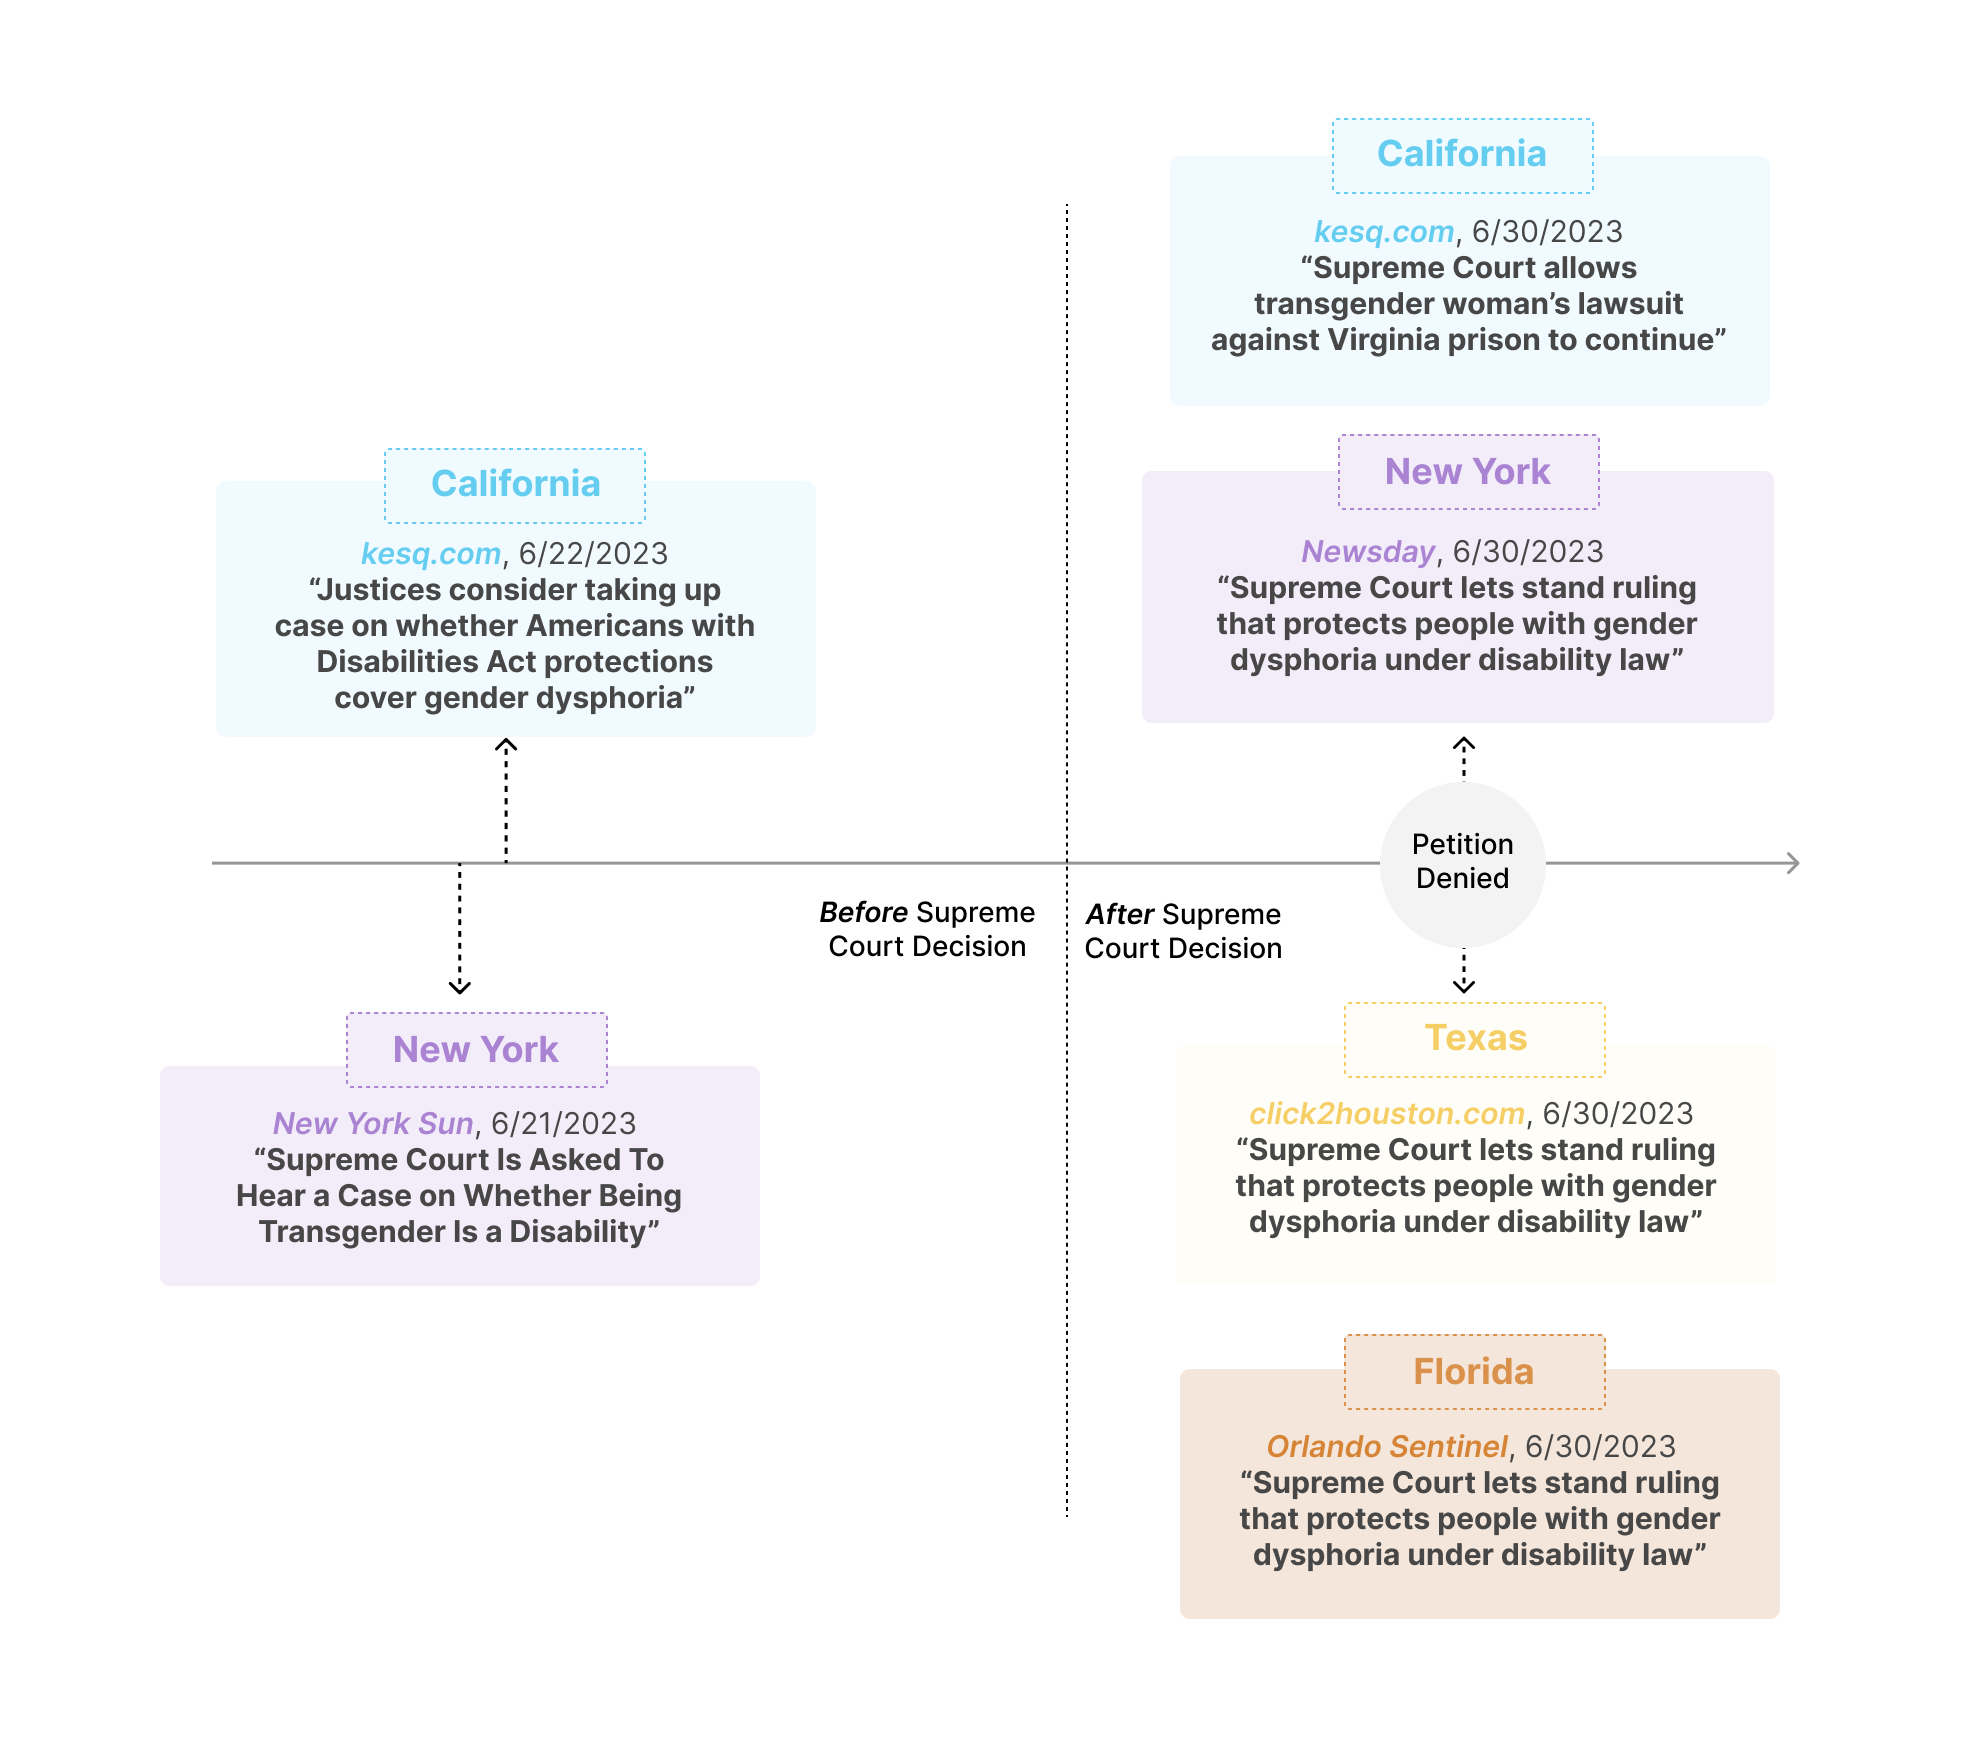 California
kesq.com, 6/22/2023
“Justices consider taking up
case on whether Americans with
Disabilities Act protections
cover gender dysphoria”
New York
New York Sun, 6/21/2023
“Supreme Court Is Asked To
Hear a Case on Whether Being
Transgender Is a Disability”
Before Supreme
Court Decision
After Supreme
Court Decision
California
kesq.com, 6/30/2023
“Supreme Court allows
transgender woman’s lawsuit
against Virginia prison to continue”
New York
Newsday, 6/30/2023
“Supreme Court lets stand ruling
that protects people with gender
dysphoria under disability law”
Petition
Denied
Texas
click2houston.com, 6/30/2023
“Supreme Court lets stand ruling
that protects people with gender
dysphoria under disability law”
Florida
Orlando Sentinel, 6/30/2023
“Supreme Court lets stand ruling
that protects people with gender
dysphoria under disability law”